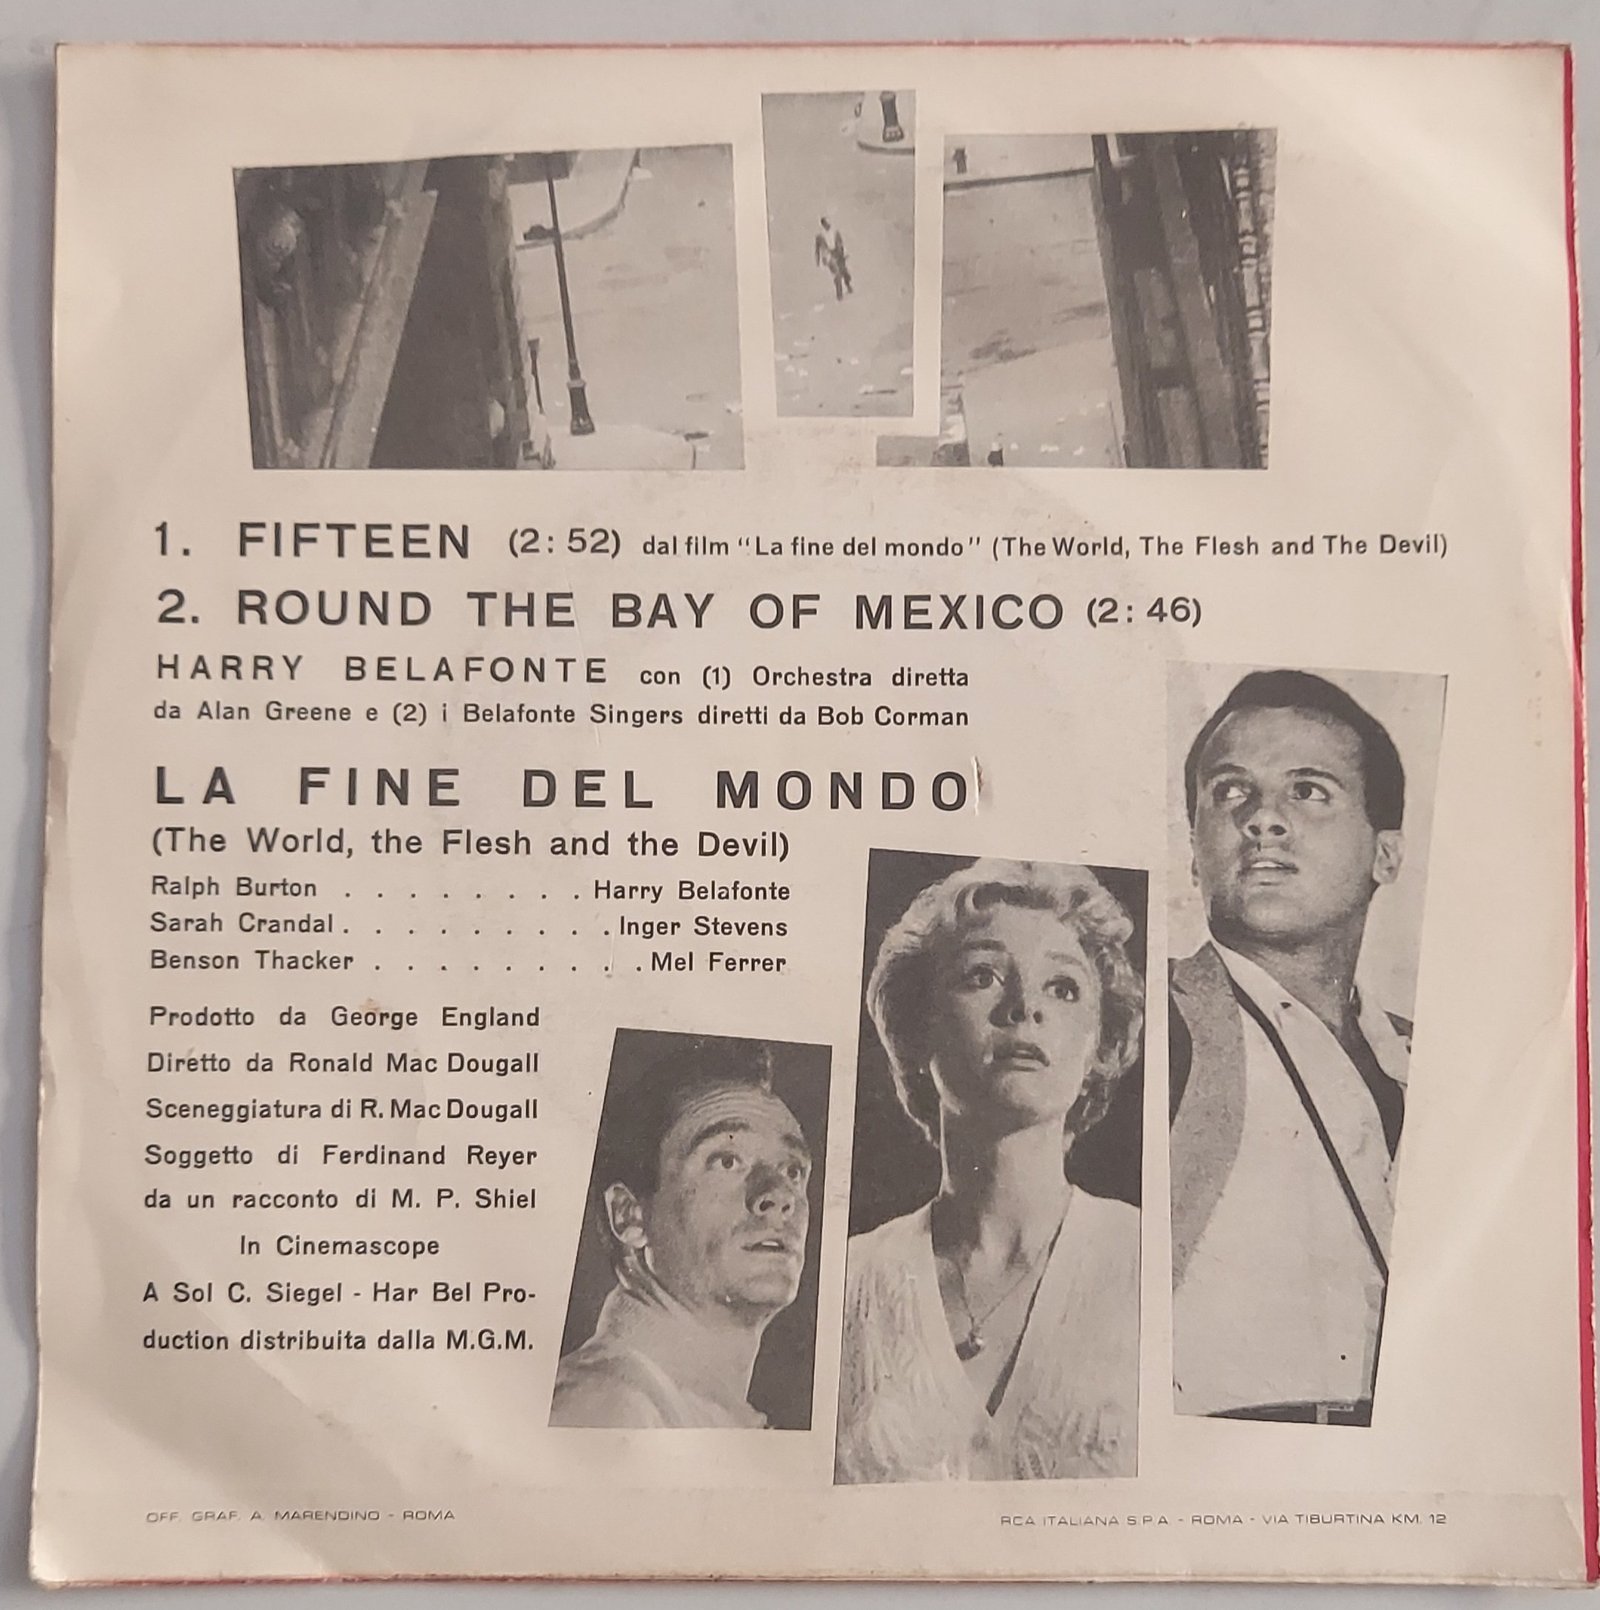 1. FIFTEEN (2:52) dal film "La fine del mondo" (The World, The Flesh and The Devil)
2. ROUND THE BAY OF MEXICO (2:46)
HARRY BELAFONTE con (1) Orchestra diretta
da Alan Greene e (2) i Belafonte Singers diretti da Bob Corman
LA FINE DEL MONDO
(The World, the Flesh and the Devil)
Ralph Burton . . . . . . . . Harry Belafonte
Sarah Crandal . . . . . . . . . Inger Stevens
Benson Thacker . . . . . . . . . Mel Ferrer
Prodotto da George England
Diretto da Ronald Mac Dougall
Sceneggiatura di R. Mac Dougall
Soggetto di Ferdinand Reyer
da un racconto di M. P. Shiel
In Cinemascope
A Sol C. Siegel - Har Bel Pro-
duction distribuita dalla M.G.M.
OFF. GRAF. A. MARENDINO - ROMA
RCA ITALIANA S.P.A. - ROMA - VIA TIBURTINA KM. 12